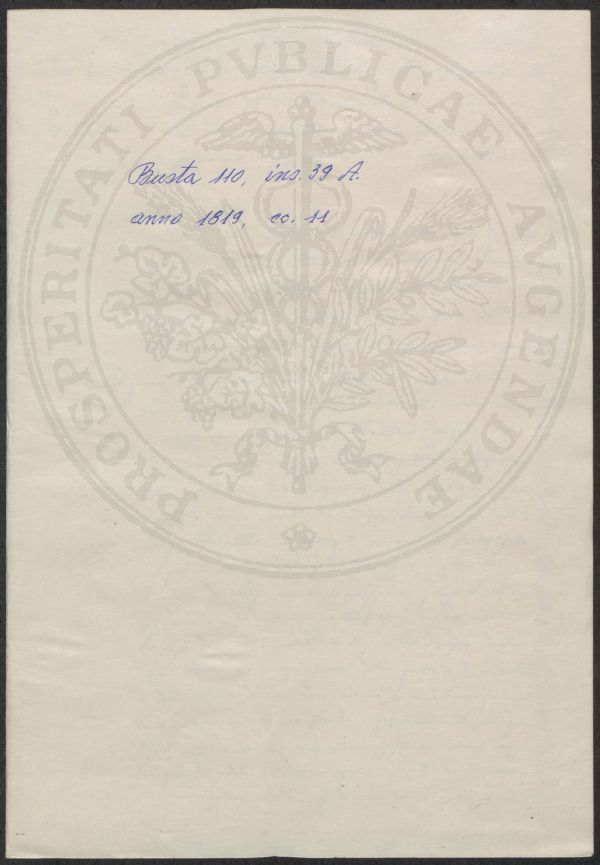 PROSPERITATI PVBLICAE AVGENDAE
Busta 110, ins. 39 A.
anno 1819, cc. 11